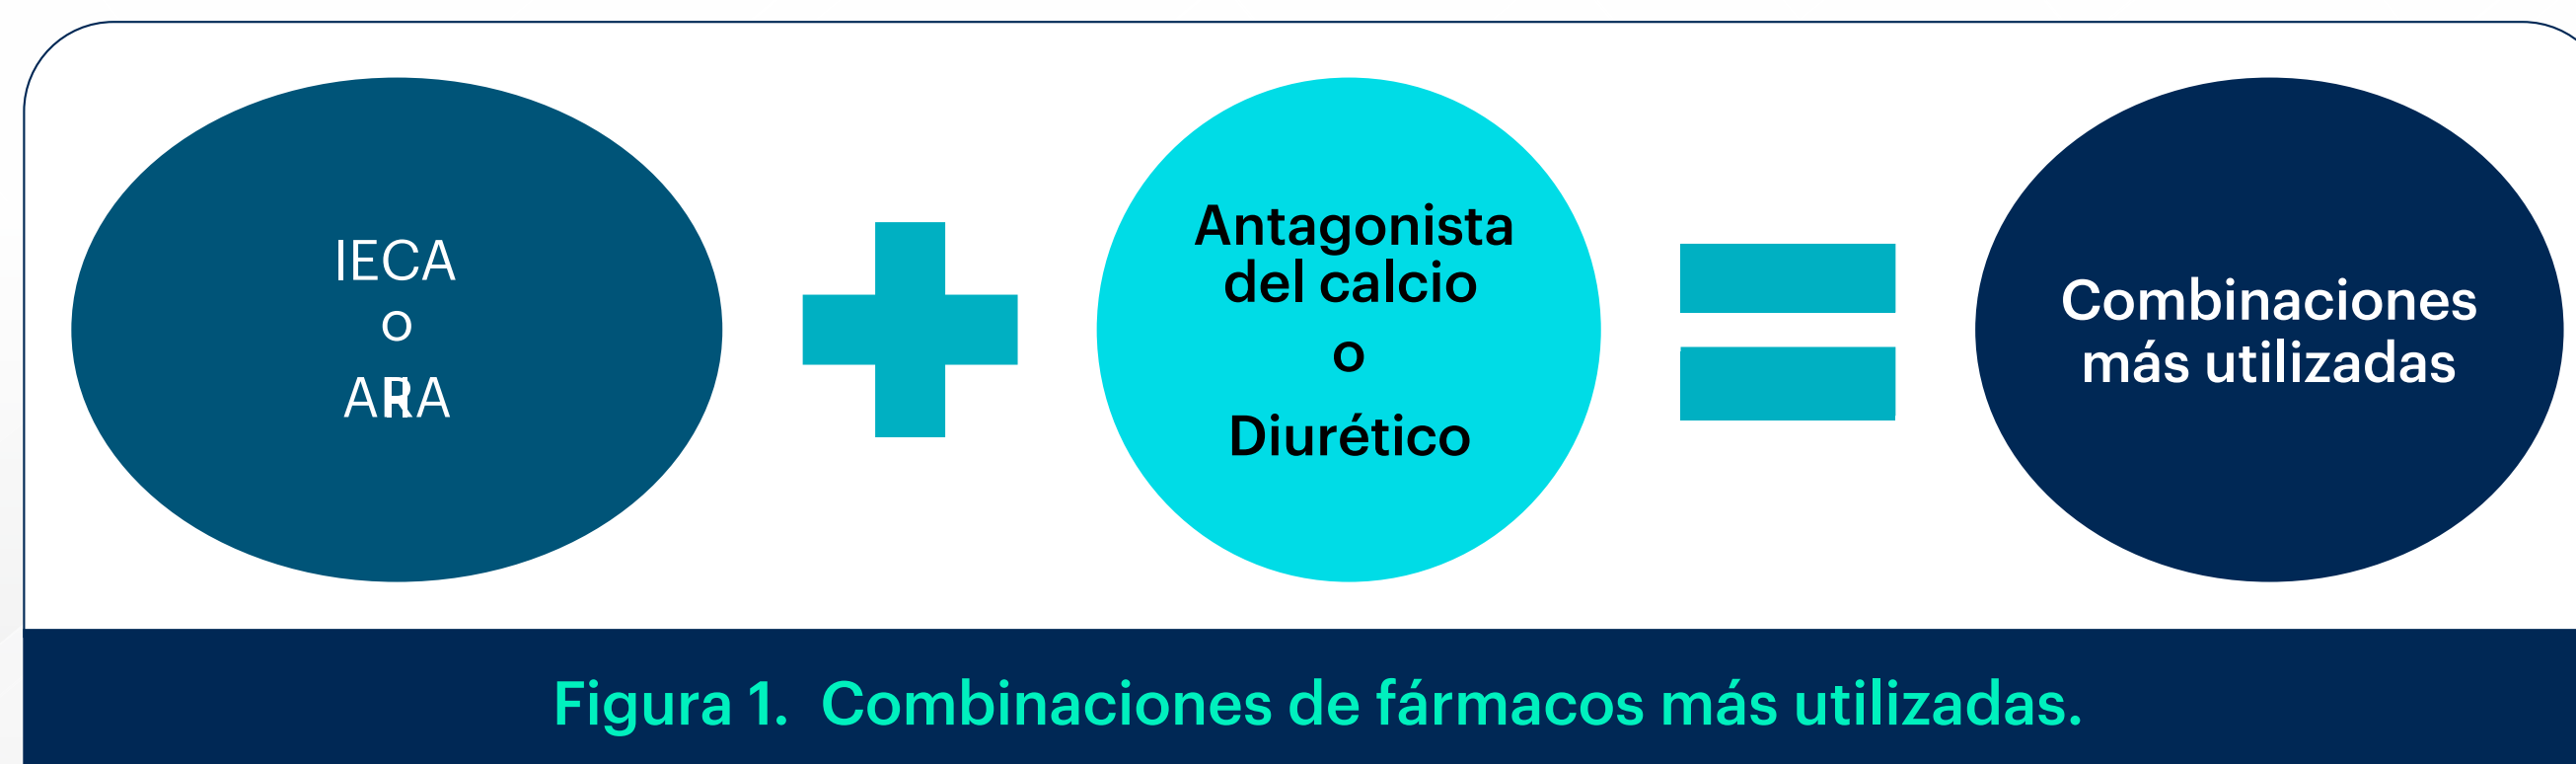 IECA
o
ARA
Antagonista
del calcio
o
Diurético
Combinaciones
más utilizadas
Figura 1. Combinaciones de fármacos más utilizadas.